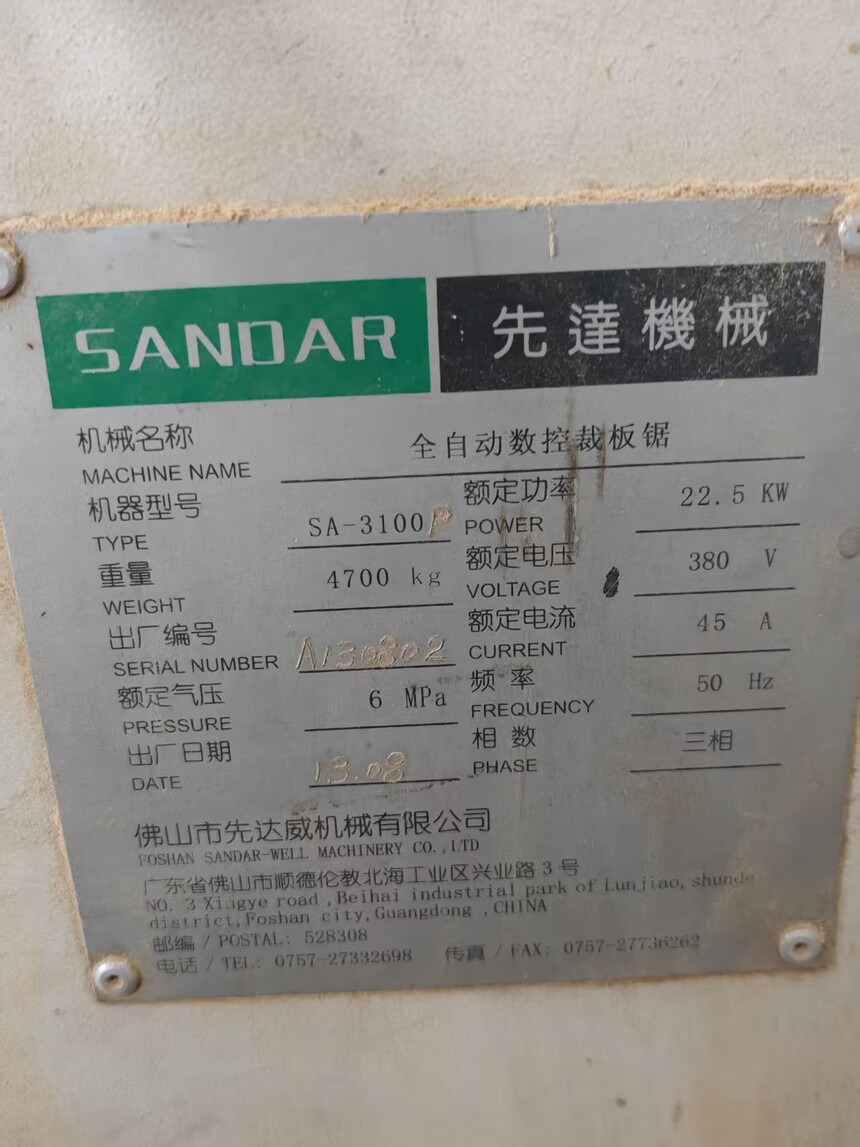 SANDAR 先達機械
机械名称 全自动数控裁板锯
MACHINE NAME
机器型号 SA-3100P 额定功率 22.5 KW
TYPE POWER
重量 4700 kg 额定电压 380 V
WEIGHT VOLTAGE
出厂编号 A130802 额定电流 45 A
SERIAL NUMBER CURRENT
额定气压 6 MPa 频率 50 Hz
PRESSURE FREQUENCY
出厂日期 13.08 相数 三相
DATE PHASE
佛山市先达威机械有限公司
FOSHAN SANDAR-WELL MACHINERY CO.,LTD
广东省佛山市顺德伦教北海工业区兴业路3号
NO. 3 Xingye road ,Beihai industrial park of Lunjiao, shunde
district,Foshan city,Guangdong ,CHINA
邮编 / POSTAL: 528308
电话 / TEL: 0757-27332698 传真 / FAX: 0757-27736262